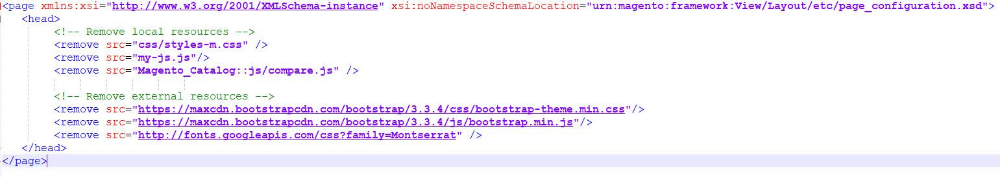 <page xmlns:xsi="http://www.w3.org/2001/XMLSchema-instance" xsi:noNamespaceSchemaLocation="urn:magento:framework:View/Layout/etc/page_configuration.xsd">
<head>
<!-- Remove local resources -->
<remove src="css/styles-m.css" />
<remove src="my-js.js"/>
<remove src="Magento_Catalog::js/compare.js" />
<!-- Remove external resources -->
<remove src="https://maxcdn.bootstrapcdn.com/bootstrap/3.3.4/css/bootstrap-theme.min.css"/>
<remove src="https://maxcdn.bootstrapcdn.com/bootstrap/3.3.4/js/bootstrap.min.js"/>
<remove src="http://fonts.googleapis.com/css?family=Montserrat" />
</head>
</page>